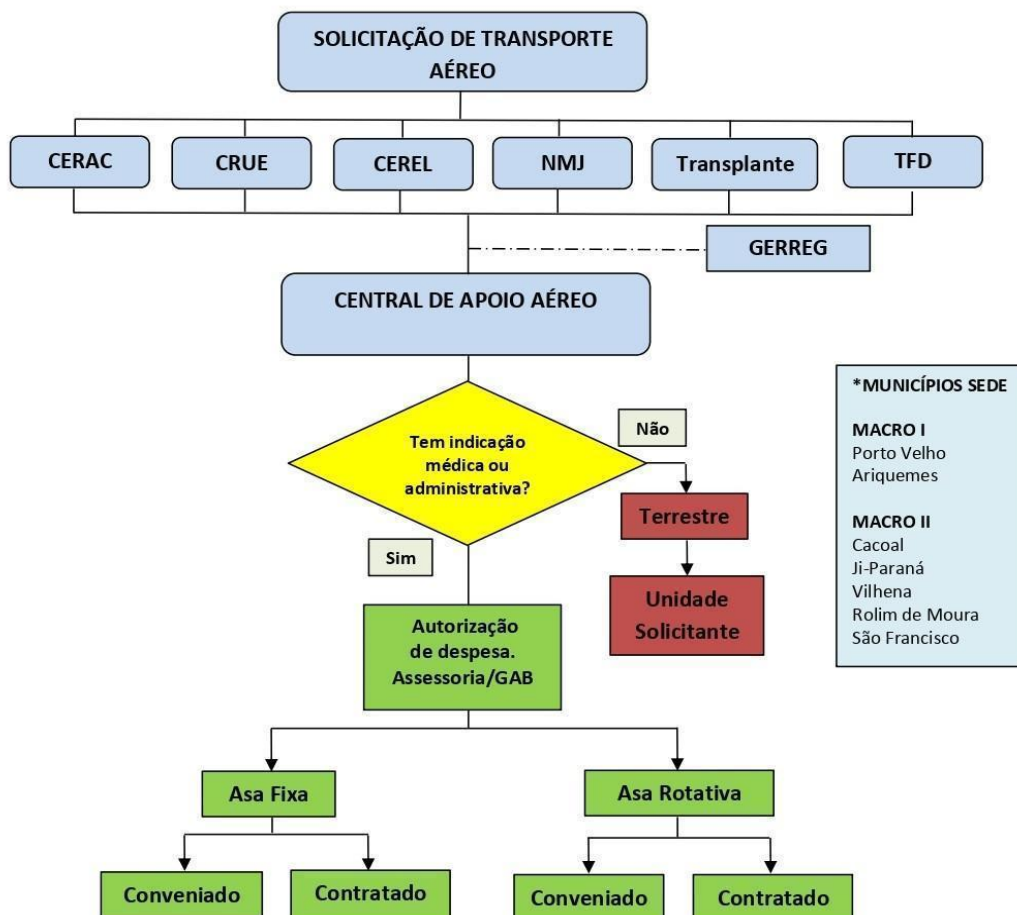 SOLICITAÇÃO DE TRANSPORTE
AÉREO
CERAC
CRUE
CEREL
NMJ
Transplante
TFD
GERREG
CENTRAL DE APOIO AÉREO
Tem indicação
médica ou
administrativa?
Não
Terrestre
Unidade
Solicitante
Sim
Autorização
de despesa.
Assessoria/GAB
Asa Fixa
Asa Rotativa
Conveniado
Contratado
Conveniado
Contratado
*MUNICÍPIOS SEDE
MACRO I
Porto Velho
Ariquemes
MACRO II
Cacoal
Ji-Paraná
Vilhena
Rolim de Moura
São Francisco